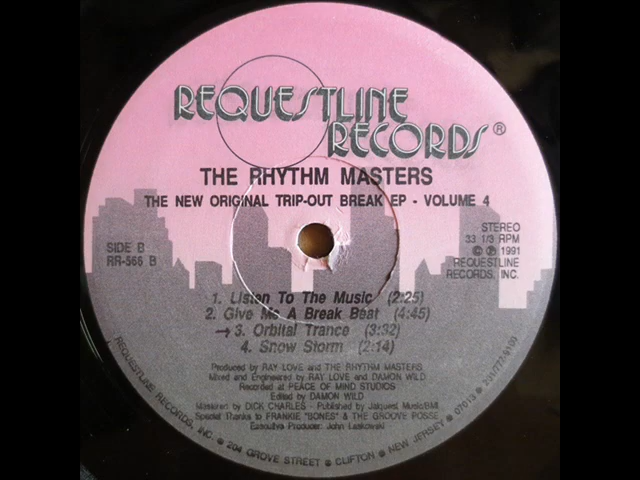 REQUESTLINE
RECORDS®
THE RHYTHM MASTERS
THE NEW ORIGINAL TRIP-OUT BREAK EP - VOLUME 4
SIDE B
RR-566 B
STEREO
33 1/3 RPM
© ℗ 1991
REQUESTLINE
RECORDS, INC.
1. Listen To The Music (2:25)
2. Give Me A Break Beat (4:45)
→3. Orbital Trance (3:32)
4. Snow Storm (2:14)
Produced by RAY LOVE and THE RHYTHM MASTERS
Mixed and Engineered by RAY LOVE and DAMON WILD
Recorded at PEACE OF MIND STUDIOS
Edited by DAMON WILD
Mastered by DICK CHARLES - Published by Jaquest Music/BMI
Special Thanks to FRANKIE "BONES" & THE GROOVE POSSE
Executive Producer: John Laskowski
REQUESTLINE RECORDS, INC. • 204 GROVE STREET • CLIFTON • NEW JERSEY • 07013 •